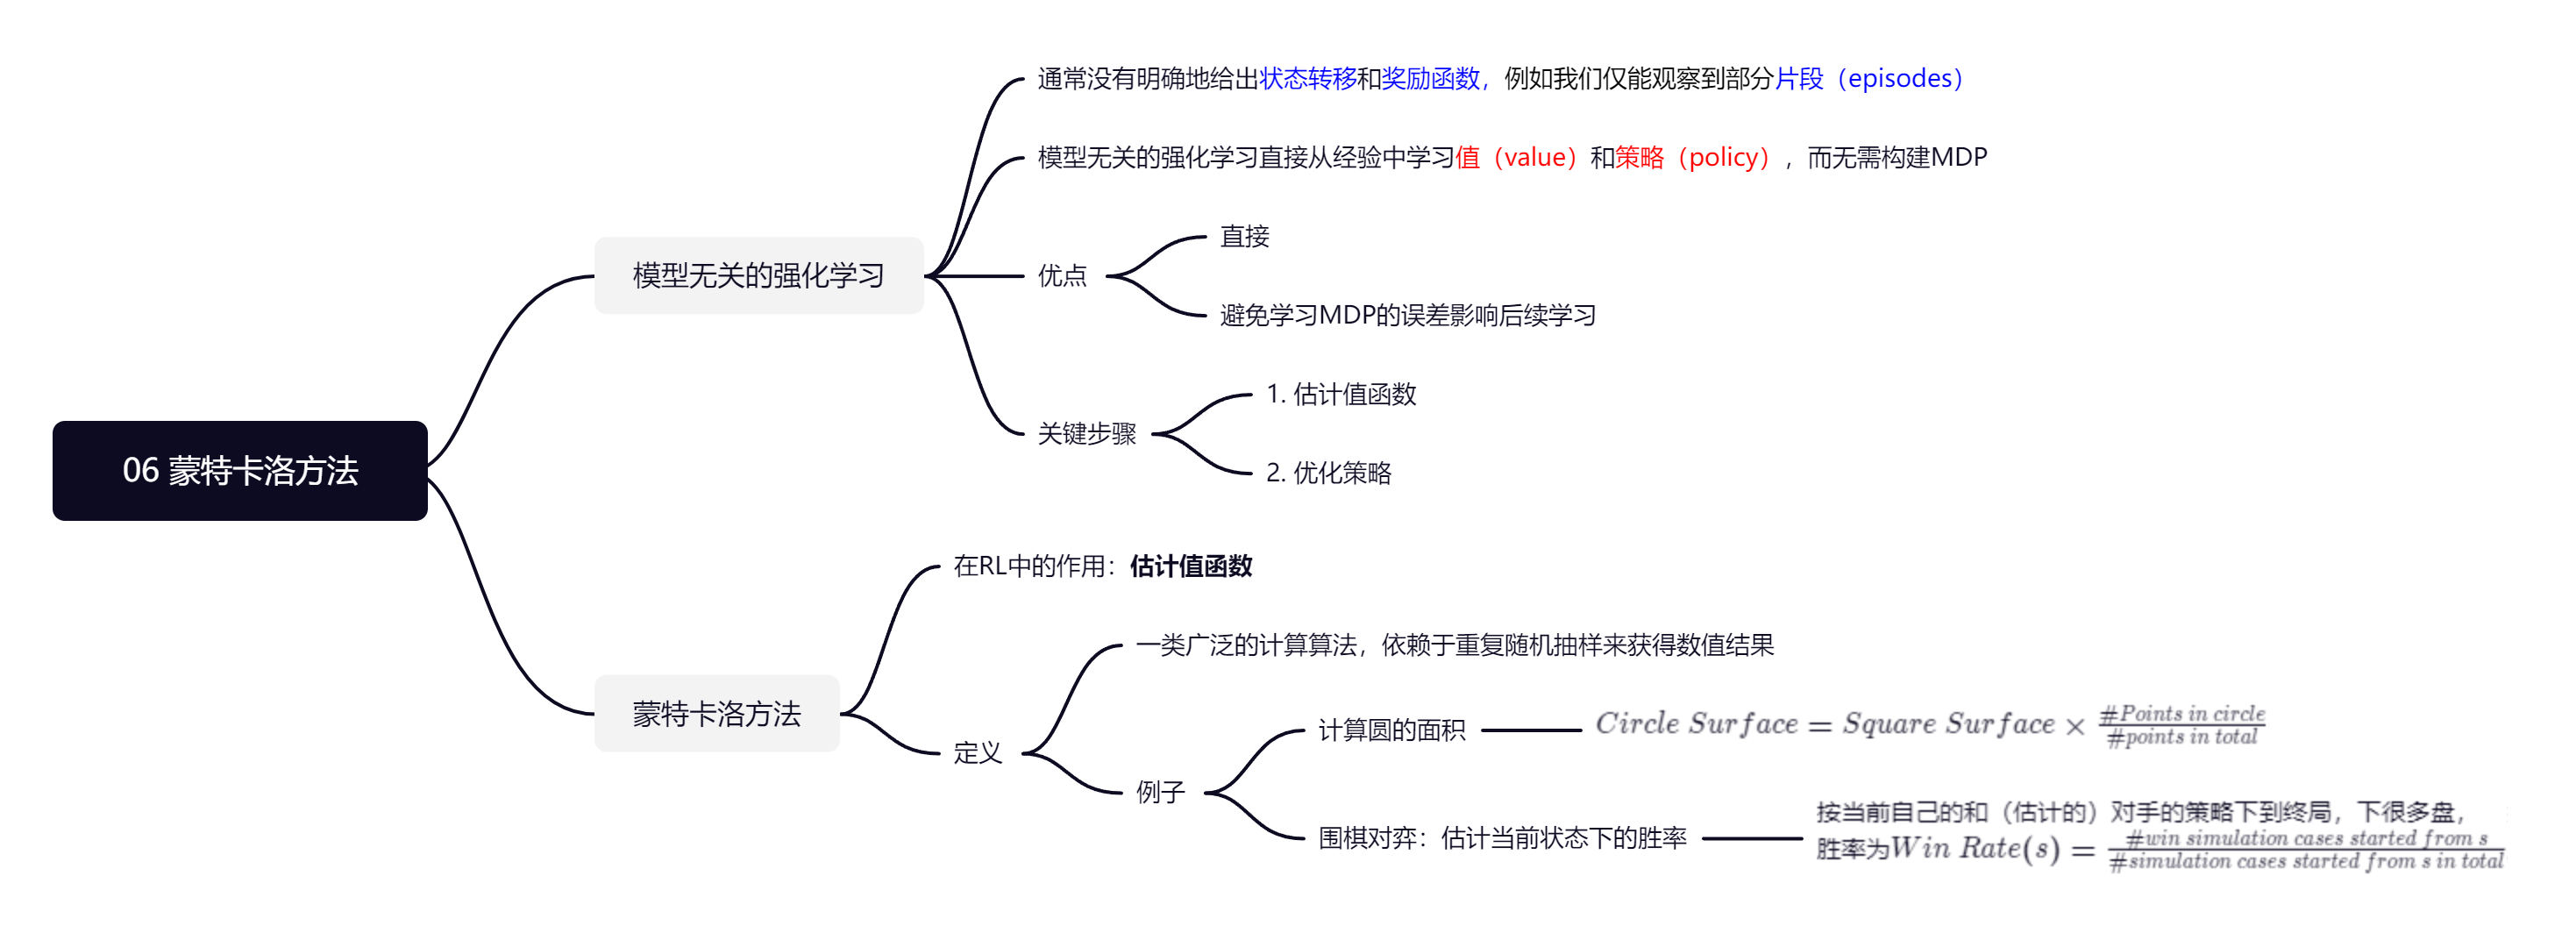 通常没有明确地给出状态转移和奖励函数，例如我们仅能观察到部分片段（episodes）
模型无关的强化学习直接从经验中学习值（value）和策略（policy），而无需构建MDP
直接
模型无关的强化学习
优点
避免学习MDP的误差影响后续学习
1. 估计值函数
关键步骤
06 蒙特卡洛方法
2. 优化策略
在RL中的作用：估计值函数
一类广泛的计算算法，依赖于重复随机抽样来获得数值结果
蒙特卡洛方法
计算圆的面积
Circle Surface = Square Surface × #Points in circle / #points in total
定义
例子
围棋对弈：估计当前状态下的胜率
按当前自己的和（估计的）对手的策略下到终局，下很多盘，
胜率为Win Rate(s) = #win simulation cases started from s / #simulation cases started from s in total